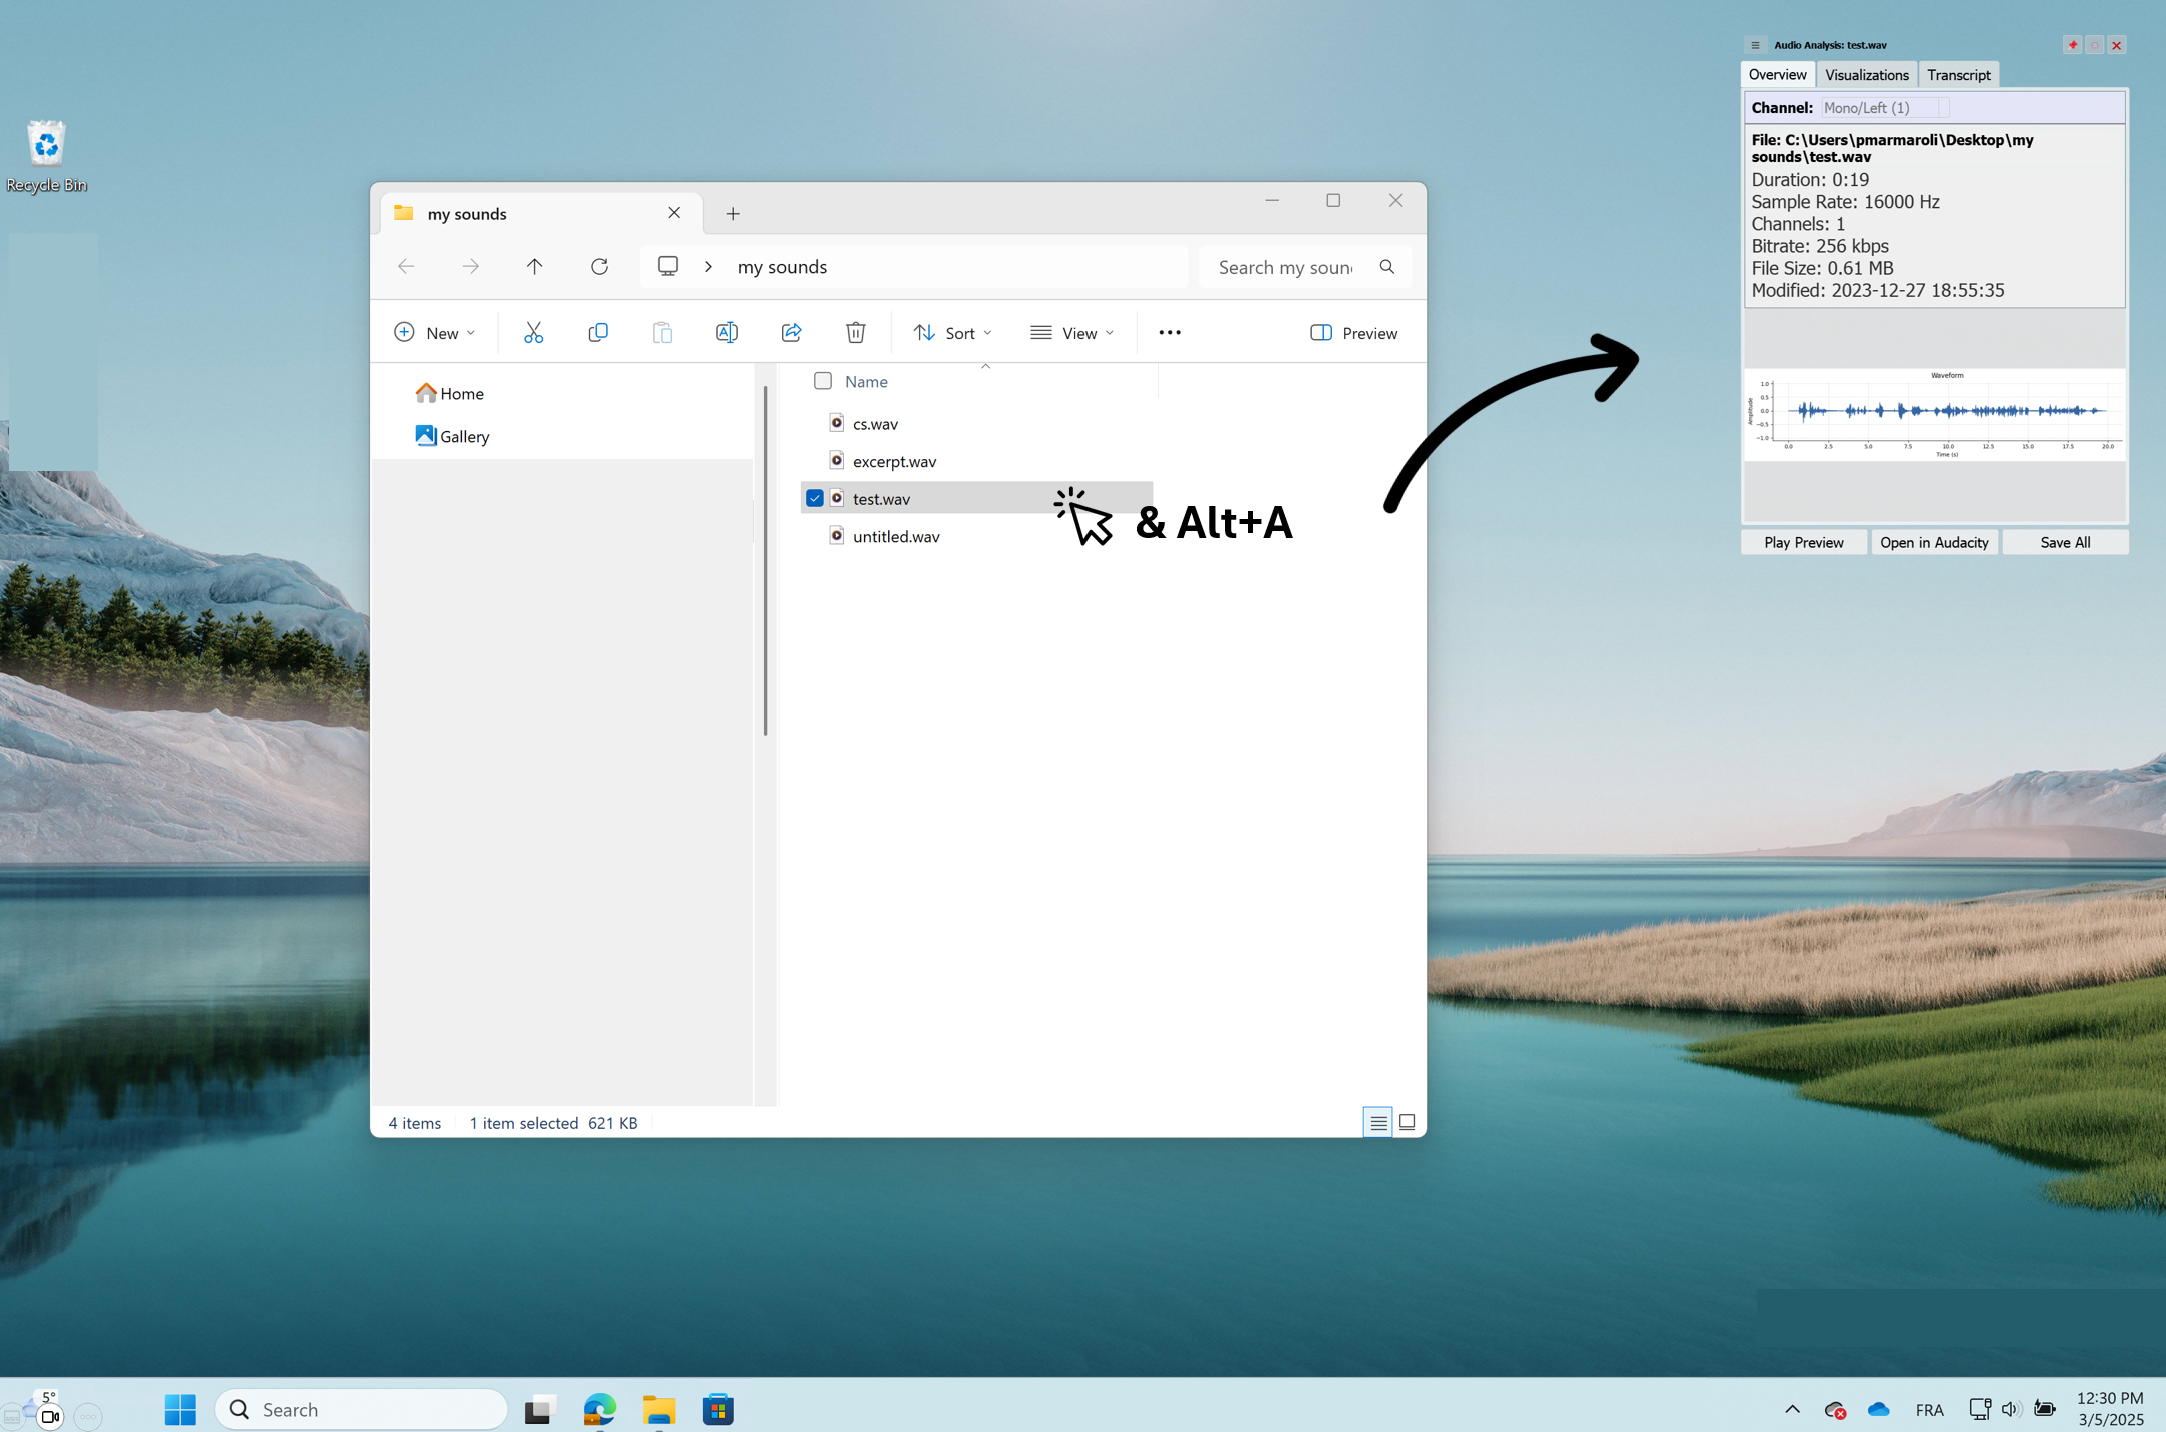 Recycle Bin
my sounds
my sounds
Search my soun
New
Sort
View
Preview
Home
Gallery
Name
cs.wav
excerpt.wav
test.wav
untitled.wav
& Alt+A
4 items 1 item selected 621 KB
Audio Analysis: test.wav
Overview Visualizations Transcript
Channel: Mono/Left (1)
File: C:\Users\pmarmaroli\Desktop\my
sounds\test.wav
Duration: 0:19
Sample Rate: 16000 Hz
Channels: 1
Bitrate: 256 kbps
File Size: 0.61 MB
Modified: 2023-12-27 18:55:35
Waveform
Amplitude
1.0
0.5
0.0
−0.5
−1.0
0.0 2.5 5.0 7.5 10.0 12.5 15.0 17.5 20.0
Time (s)
Play Preview Open in Audacity Save All
5°
Search
FRA
12:30 PM
3/5/2025